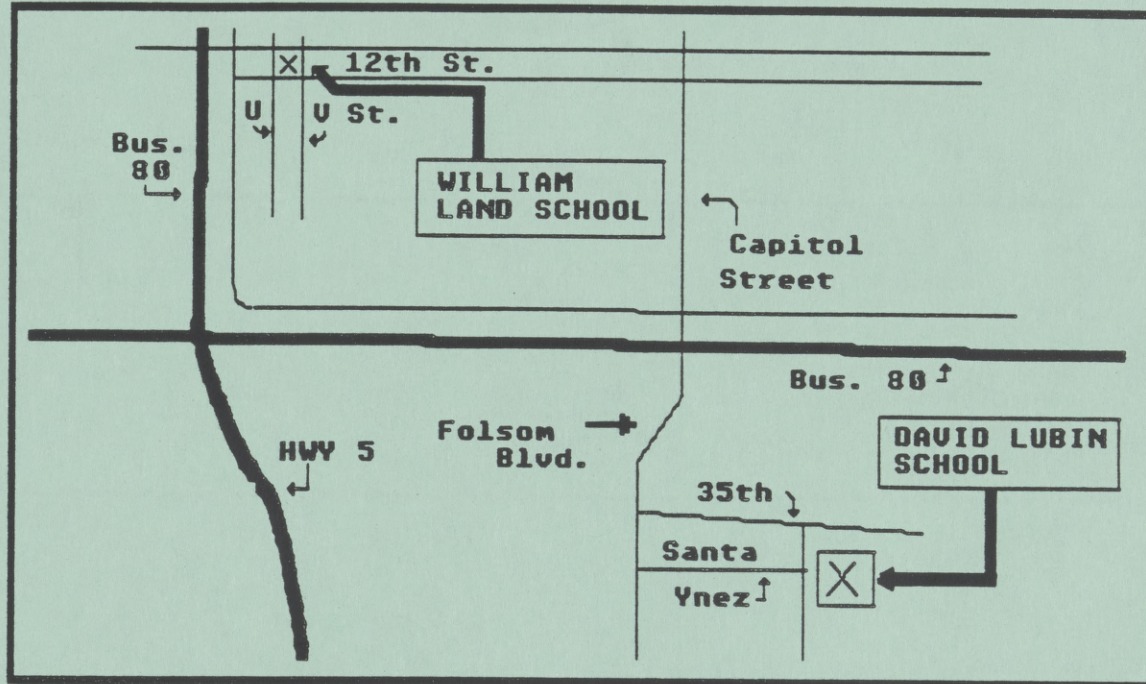 12th St.
U V St.
Bus.
80
WILLIAM
LAND SCHOOL
Capitol
Street
Bus. 80
Folsom
Blvd.
DAVID LUBIN
SCHOOL
HWY 5
35th
Santa
Ynez